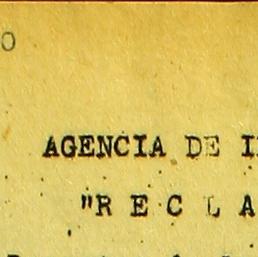 O
AGENCIA DE I
"R E C L A